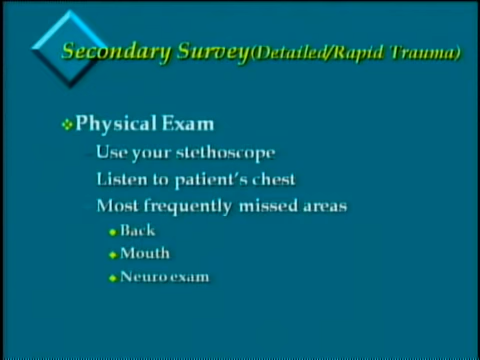 Secondary Survey(Detailed/Rapid Trauma)
Physical Exam
– Use your stethoscope
– Listen to patient's chest
– Most frequently missed areas
Back
Mouth
Neuro exam